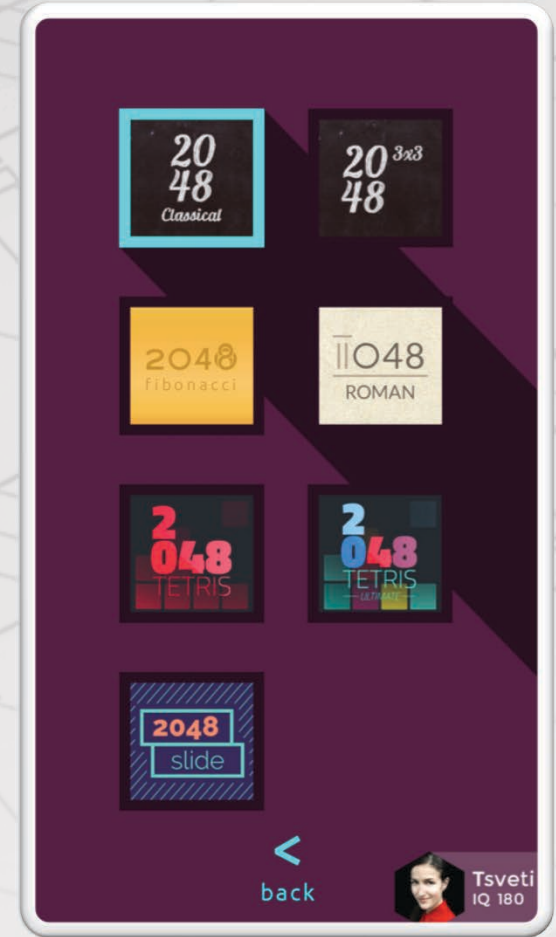 20
48
Classical
20 3x3
48
2048
fibonacci
II048
ROMAN
2
048
TETRIS
2
048
TETRIS
ULTIMATE
2048
slide
<
back
Tsveti
IQ 180